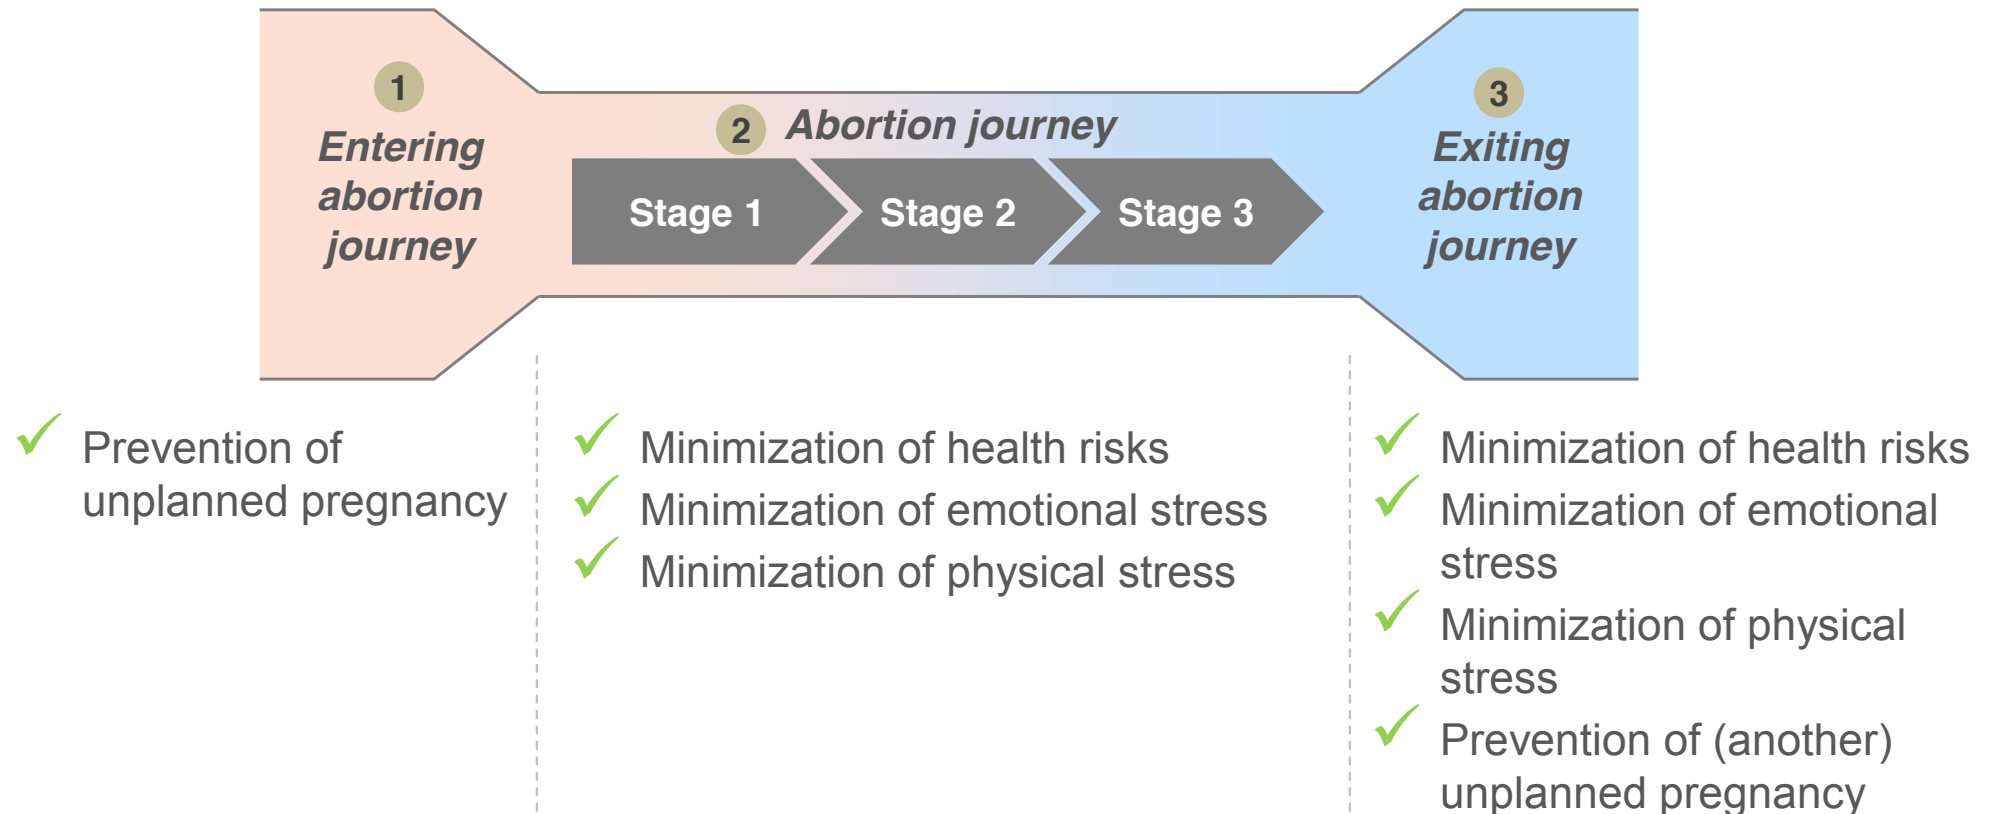 1
Entering
abortion
journey
2 Abortion journey
Stage 1 Stage 2 Stage 3
3
Exiting
abortion
journey
Prevention of
unplanned pregnancy
Minimization of health risks
Minimization of emotional stress
Minimization of physical stress
Minimization of health risks
Minimization of emotional
stress
Minimization of physical
stress
Prevention of (another)
unplanned pregnancy